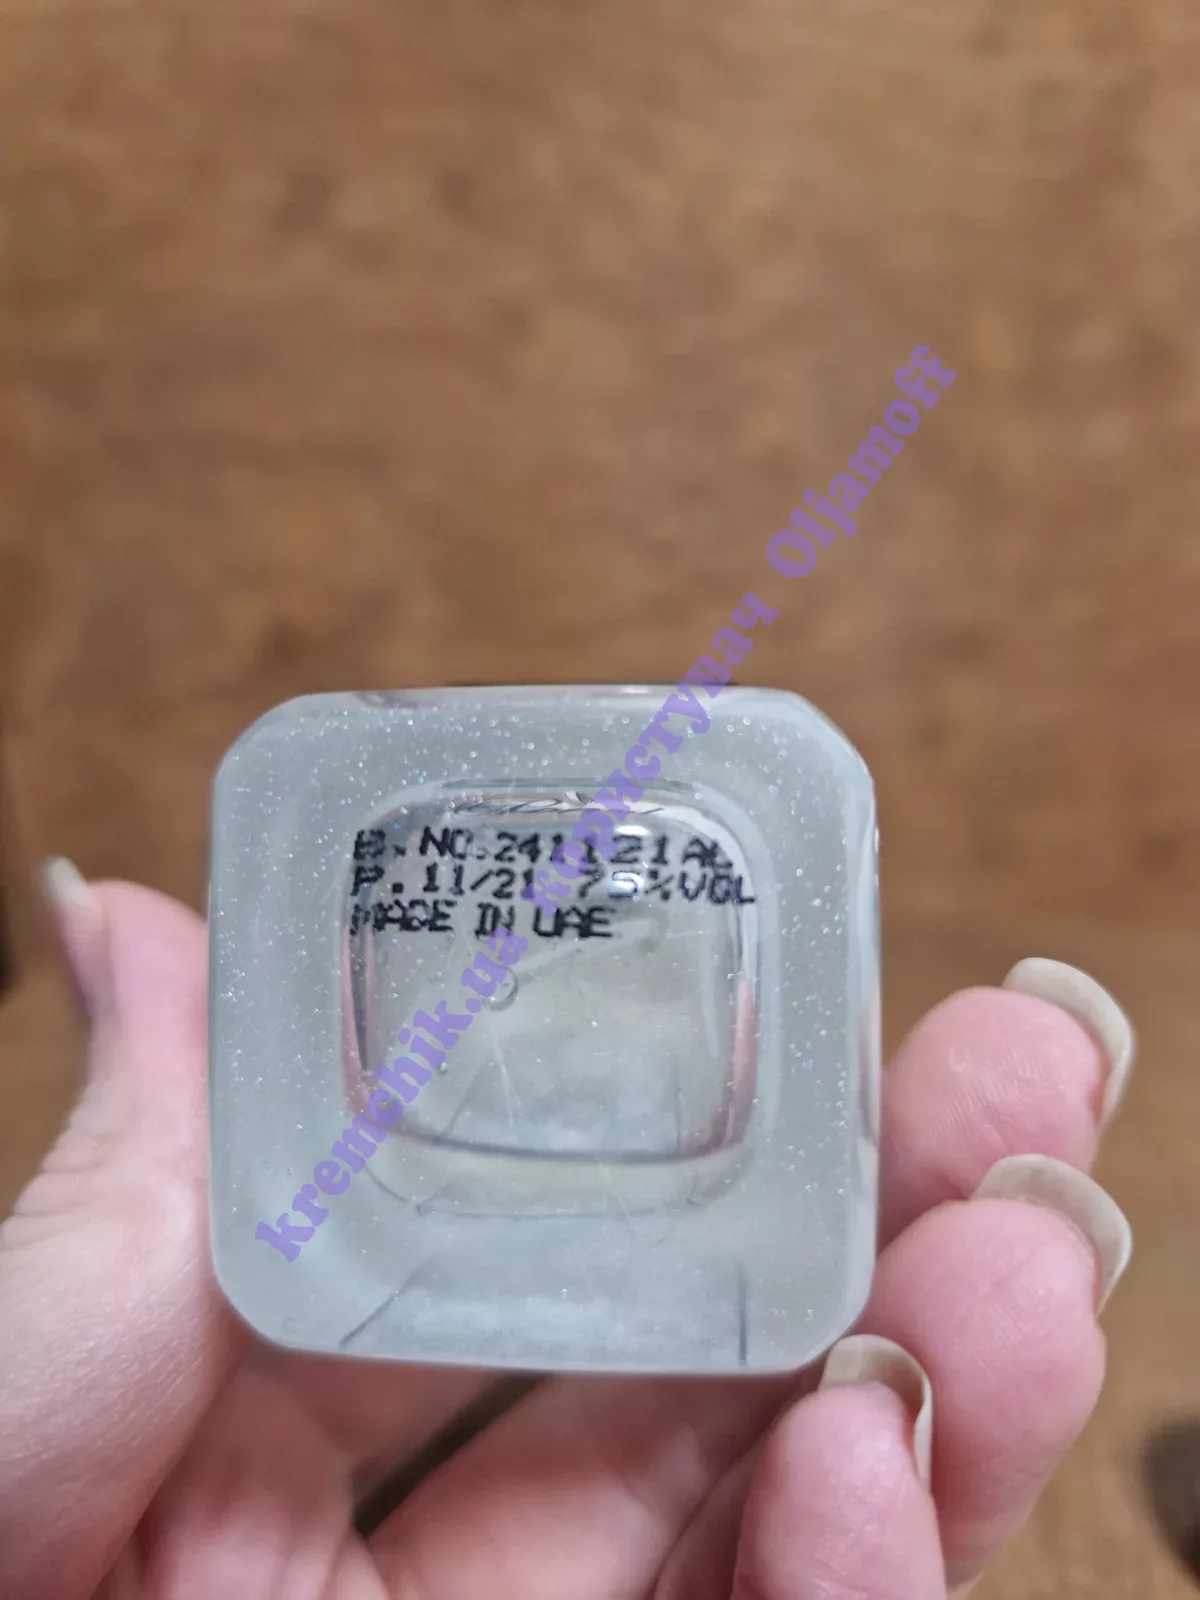 B. NO.241121AL
P. 11/21 75%VOL
MADE IN UAE
kremchik.ua користувач Oljamoff